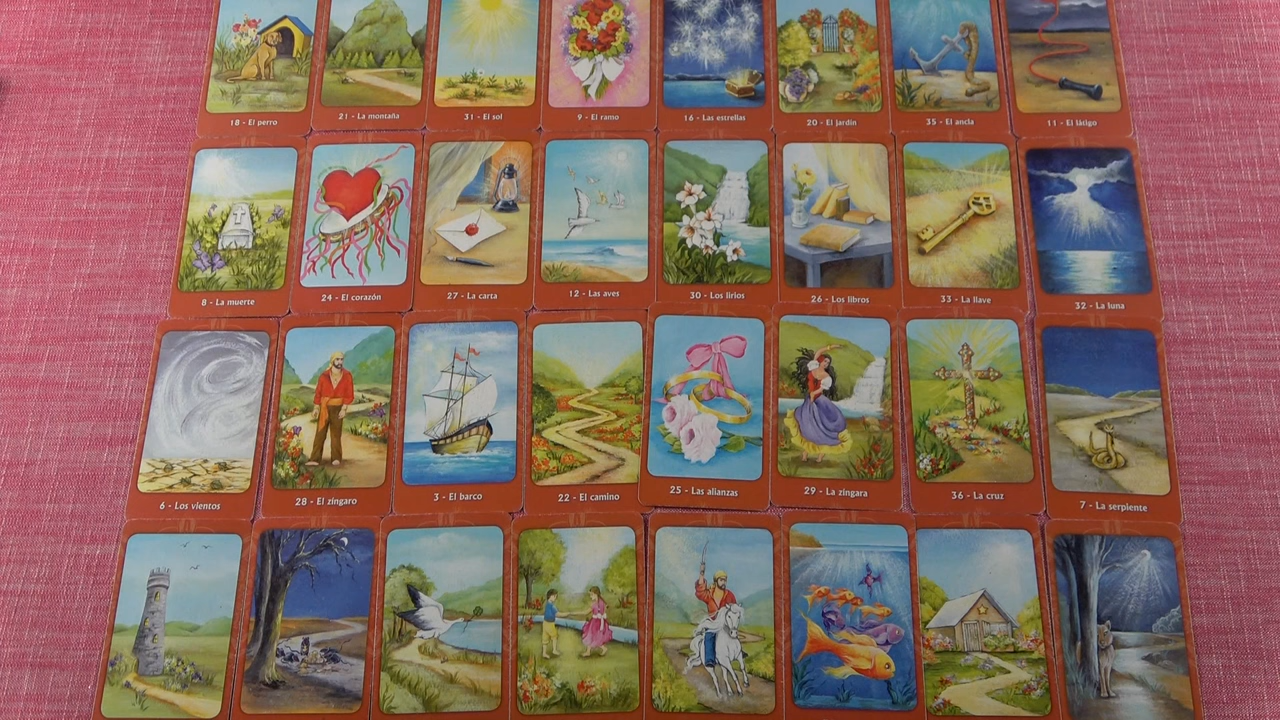 18 - El perro
21 - La montaña
31 - El sol
9 - El ramo
16 - Las estrellas
20 - El jardín
35 - El ancla
11 - El látigo
8 - La muerte
24 - El corazón
27 - La carta
12 - Las aves
30 - Los lirios
26 - Los libros
33 - La llave
32 - La luna
6 - Los vientos
28 - El zíngaro
3 - El barco
22 - El camino
25 - Las alianzas
29 - La zíngara
36 - La cruz
7 - La serpiente